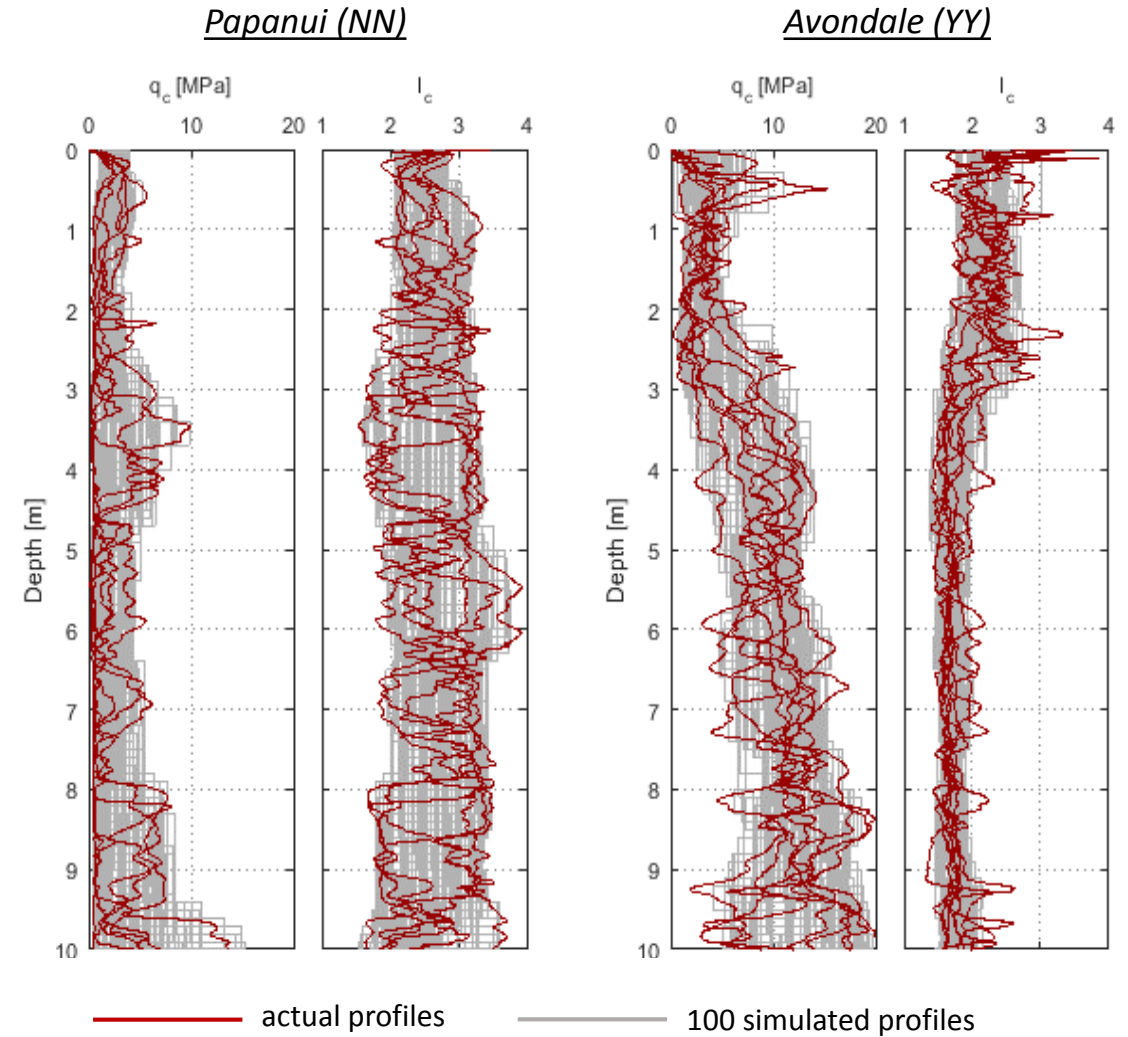 Papanui (NN)
Avondale (YY)
q_c [MPa]
I_c
q_c [MPa]
I_c
0 10 20 1 2 3 4
0 10 20 1 2 3 4
0
1
2
3
4
5
6
7
8
9
10
Depth [m]
0
1
2
3
4
5
6
7
8
9
10
Depth [m]
actual profiles
100 simulated profiles